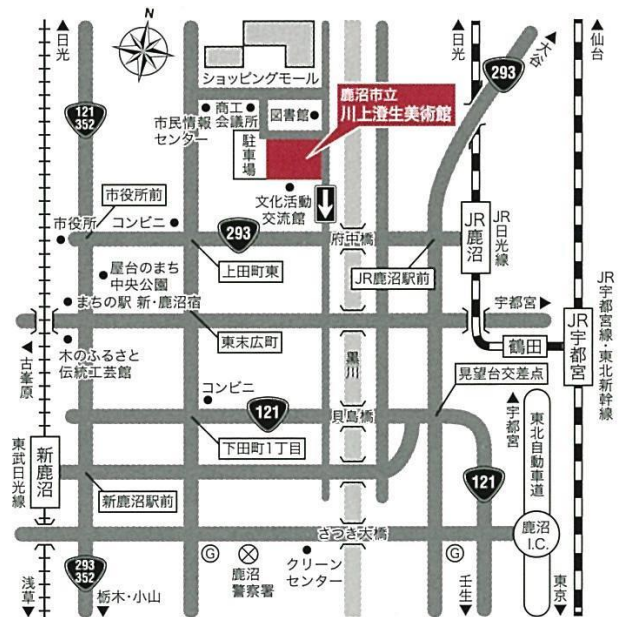 N
日光
日光
大谷
仙台
293
ショッピングモール
鹿沼市立
川上澄生美術館
121
352
商工
会議所
図書館
市民情報
センター
駐車場
文化活動
交流館
市役所前
市役所
コンビニ
293
府中橋
JR鹿沼
JR日光線
上田町東
JR鹿沼駅前
屋台のまち
中央公園
まちの駅 新・鹿沼宿
宇都宮
東末広町
鶴田
JR宇都宮
JR宇都宮線・東北新幹線
古峯原
木のふるさと
伝統工芸館
黒川
晃望台交差点
コンビニ
121
貝島橋
宇都宮
東北自動車道
下田町1丁目
新鹿沼
東武日光線
121
新鹿沼駅前
さつき大橋
鹿沼
I.C.
G
鹿沼
警察署
クリーン
センター
G
293
352
浅草
栃木・小山
壬生
東京